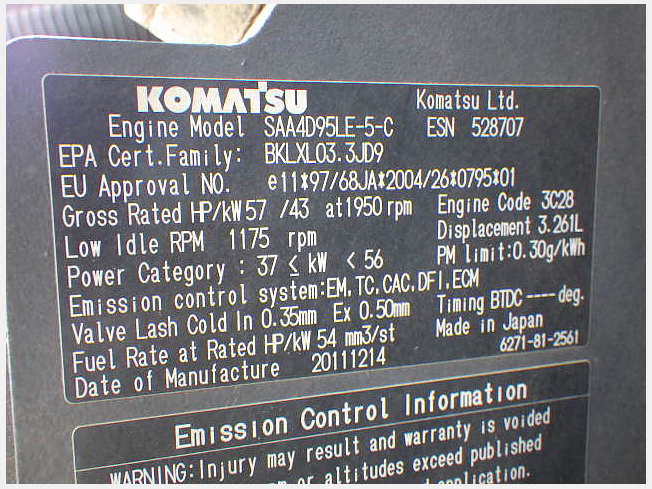 KOMATSU Komatsu Ltd.
Engine Model SAA4D95LE-5-C ESN 528707
EPA Cert.Family: BKLXL03.3JD9
EU Approval NO. e11*97/68JA*2004/26*0795*01
Gross Rated HP/kW 57 /43 at 1950 rpm Engine Code 3C28
Low Idle RPM 1175 rpm Displacement 3.261L
Power Category : 37 ≤ kW < 56 PM limit:0.30g/kWh
Emission control system:EM,TC,CAC,DFI,ECM
Valve Lash Cold In 0.35mm Ex 0.50mm Timing BTDC ---- deg.
Fuel Rate at Rated HP/kW 54 mm3/st Made in Japan
Date of Manufacture 20111214 6271-81-2561
Emission Control Information
WARNING:Injury may result and warranty is voided
or altitudes exceed published
application.